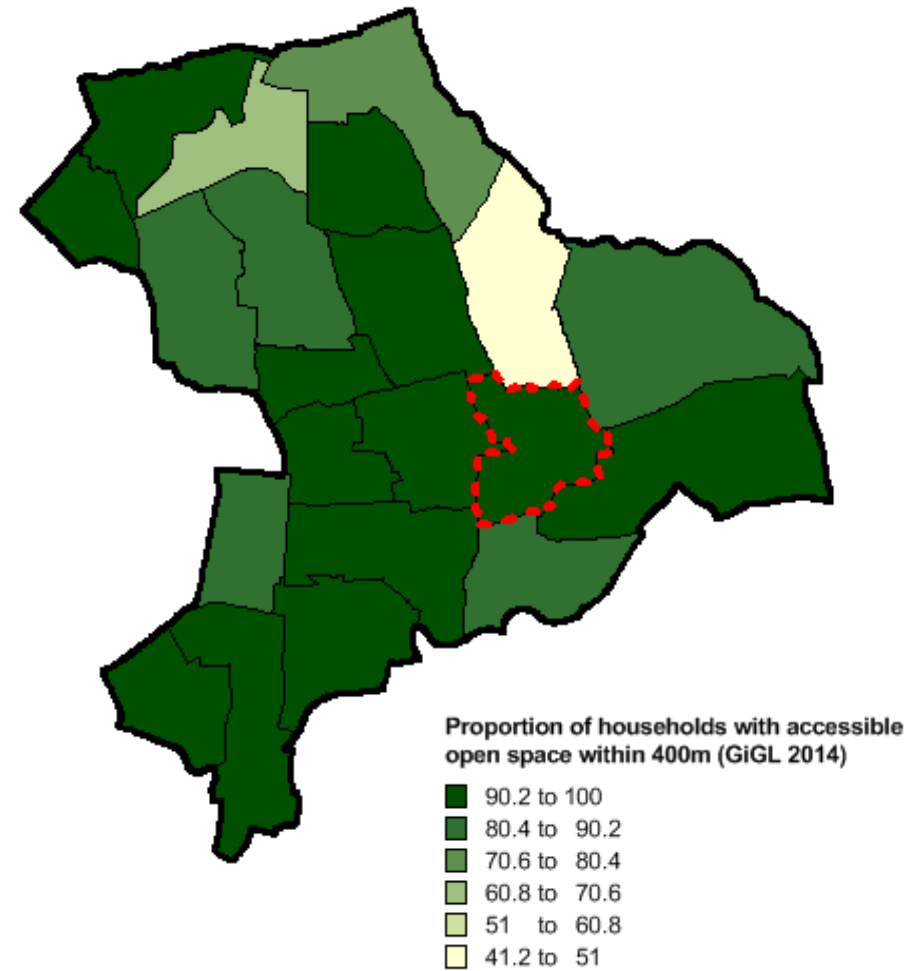 Proportion of households with accessible
open space within 400m (GiGL 2014)
90.2 to 100
80.4 to 90.2
70.6 to 80.4
60.8 to 70.6
51 to 60.8
41.2 to 51